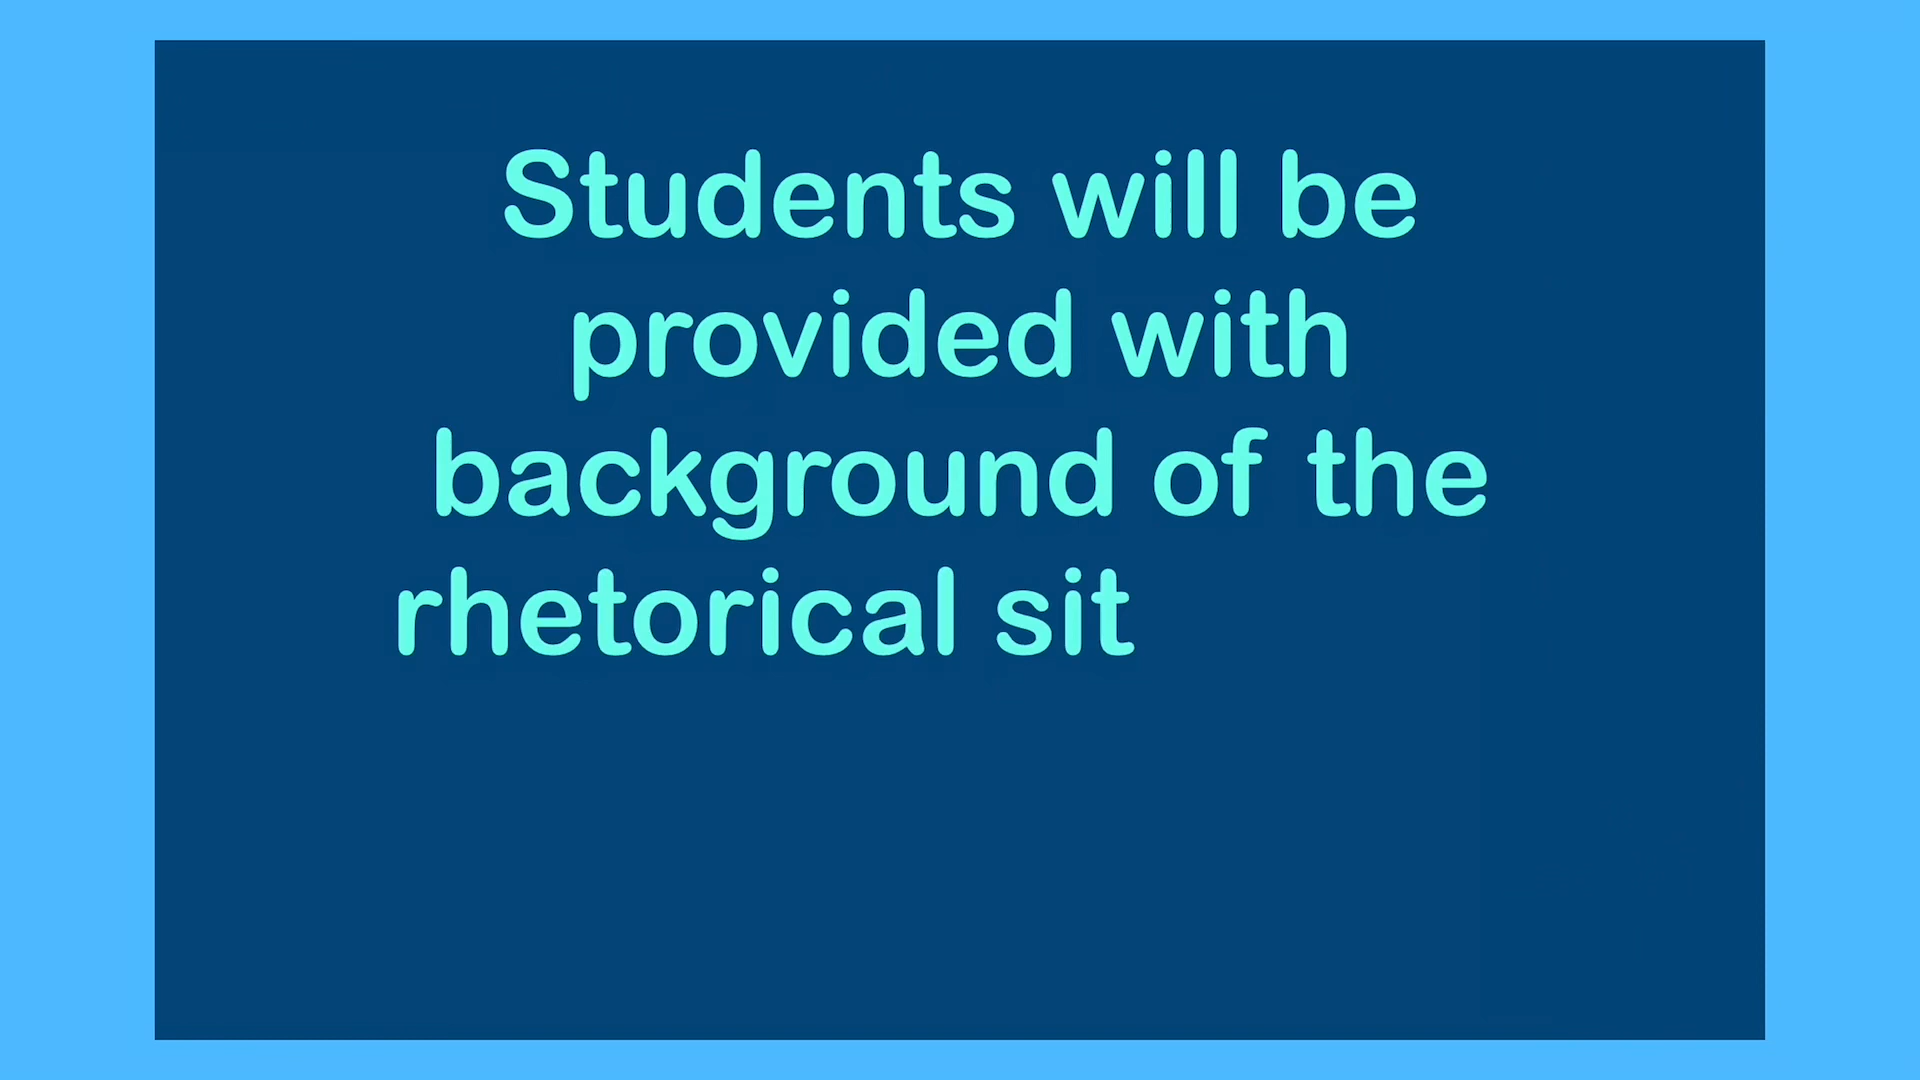 Students will be
provided with
background of the
rhetorical sit